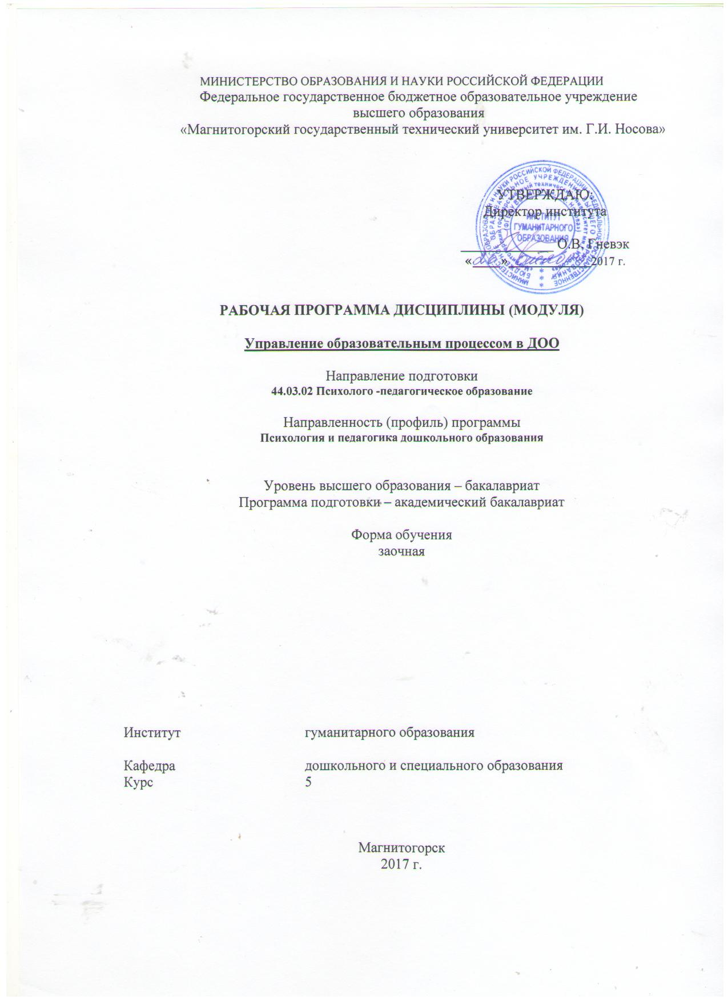 МИНИСТЕРСТВО ОБРАЗОВАНИЯ И НАУКИ РОССИЙСКОЙ ФЕДЕРАЦИИ
Федеральное государственное бюджетное образовательное учреждение
высшего образования
«Магнитогорский государственный технический университет им. Г.И. Носова»
УТВЕРЖДАЮ:
Директор института
ИНСТИТУТ
ГУМАНИТАРНОГО
ОБРАЗОВАНИЯ
О.В. Гневэк
« » 2017 г.
РАБОЧАЯ ПРОГРАММА ДИСЦИПЛИНЫ (МОДУЛЯ)
Управление образовательным процессом в ДОО
Направление подготовки
44.03.02 Психолого -педагогическое образование
Направленность (профиль) программы
Психология и педагогика дошкольного образования
Уровень высшего образования – бакалавриат
Программа подготовки – академический бакалавриат
Форма обучения
заочная
Институт гуманитарного образования
Кафедра дошкольного и специального образования
Курс 5
Магнитогорск
2017 г.